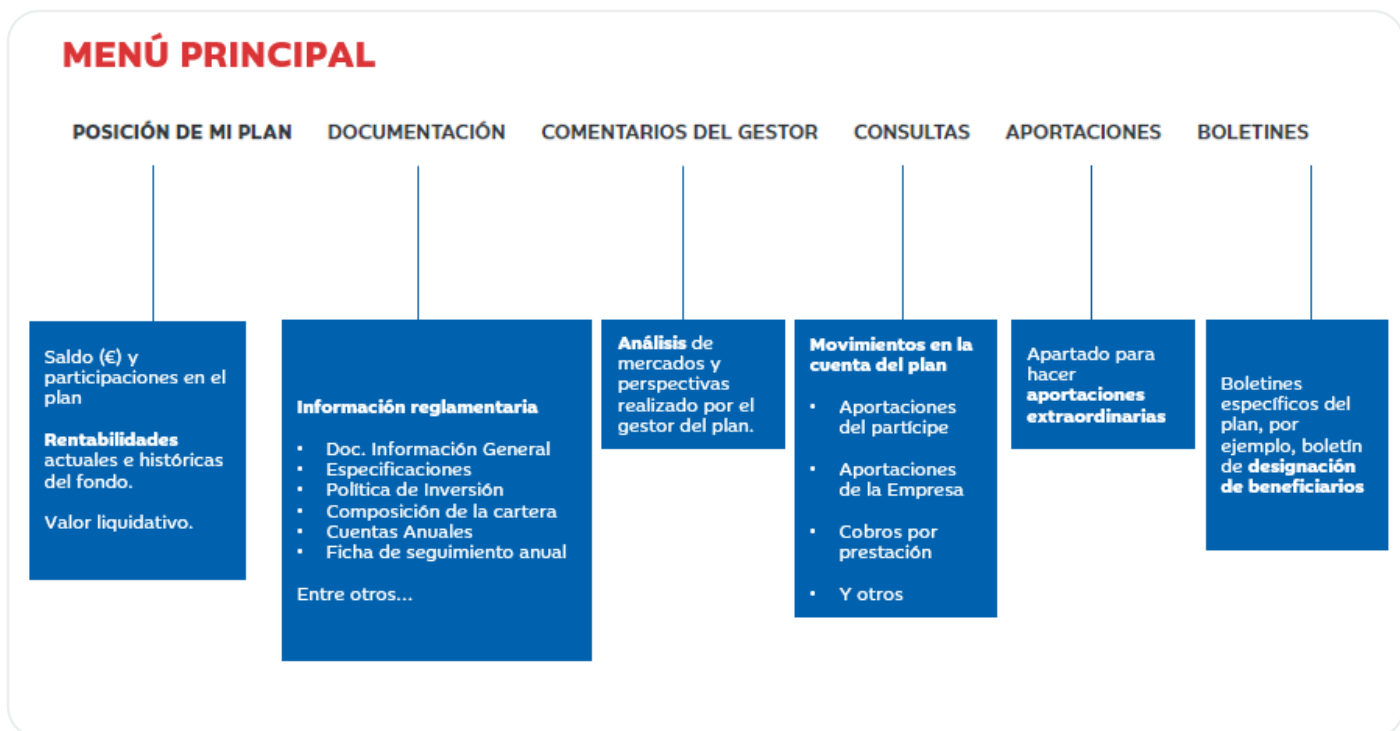 MENÚ PRINCIPAL
POSICIÓN DE MI PLAN
DOCUMENTACIÓN
COMENTARIOS DEL GESTOR
CONSULTAS
APORTACIONES
BOLETINES
Saldo (€) y
participaciones en el
plan
Rentabilidades
actuales e históricas
del fondo.
Valor liquidativo.
Información reglamentaria
• Doc. Información General
• Especificaciones
• Política de Inversión
• Composición de la cartera
• Cuentas Anuales
• Ficha de seguimiento anual
Entre otros...
Análisis de
mercados y
perspectivas
realizado por el
gestor del plan.
Movimientos en la
cuenta del plan
• Aportaciones
del partícipe
• Aportaciones
de la Empresa
• Cobros por
prestación
• Y otros
Apartado para
hacer
aportaciones
extraordinarias
Boletines
específicos del
plan, por
ejemplo, boletín
de designación
de beneficiarios